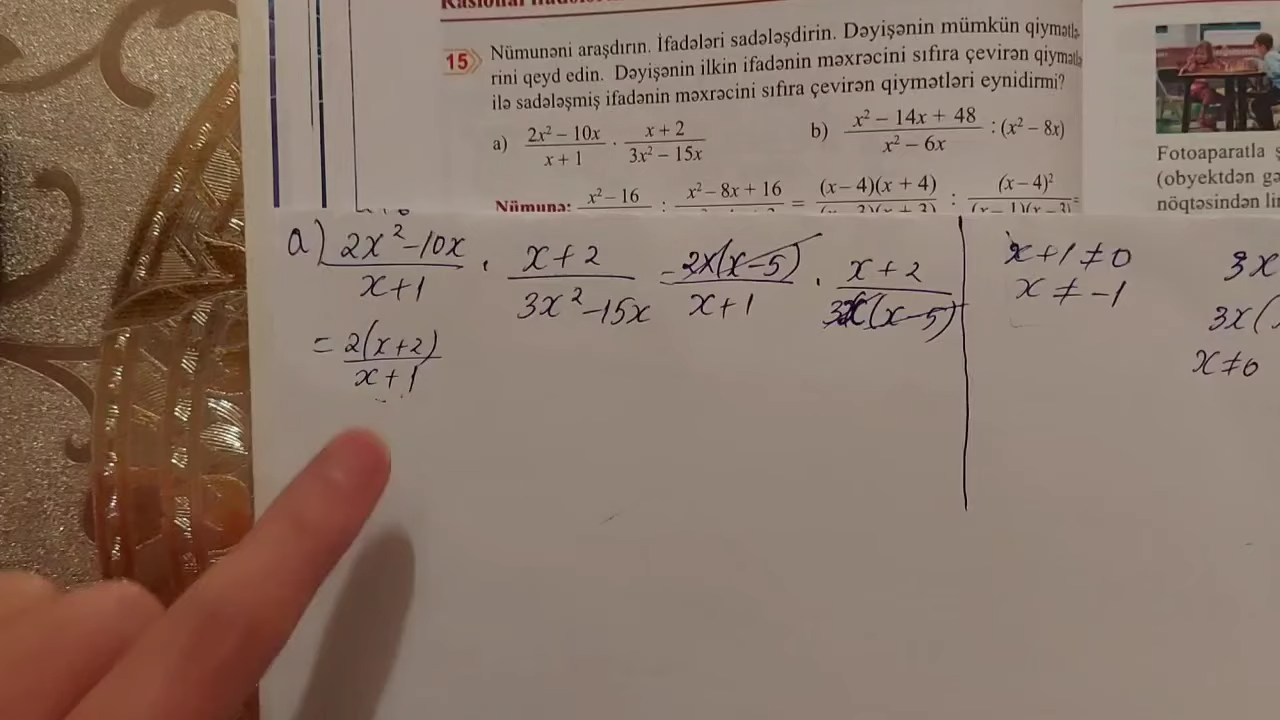 15 Nümunəni araşdırın. İfadələri sadələşdirin. Dəyişənin mümkün qiymətlə
rini qeyd edin. Dəyişənin ilkin ifadənin məxrəcini sıfıra çevirən qiymətlə
ilə sadələşmiş ifadənin məxrəcini sıfıra çevirən qiymətləri eynidirmi?
a) (2x² – 10x)/(x + 1) · (x + 2)/(3x² – 15x) b) (x² – 14x + 48)/(x² – 6x) : (x² – 8x)
Fotoaparatla
(obyektdən
nöqtəsindən
Nümunə: x² – 16 : x² – 8x + 16 = (x – 4)(x + 4) : (x – 4)²
a) (2x² – 10x)/(x + 1) · (x + 2)/(3x² – 15x) = 2x(x – 5)/(x + 1) · (x + 2)/(3x(x – 5))
= 2(x + 2)/(x + 1)
x + 1 ≠ 0
x ≠ –1
3x
3x(
x ≠ 0